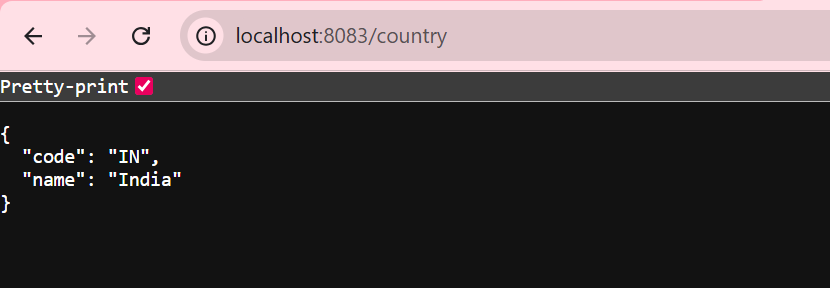 localhost:8083/country
Pretty-print
{
  "code": "IN",
  "name": "India"
}